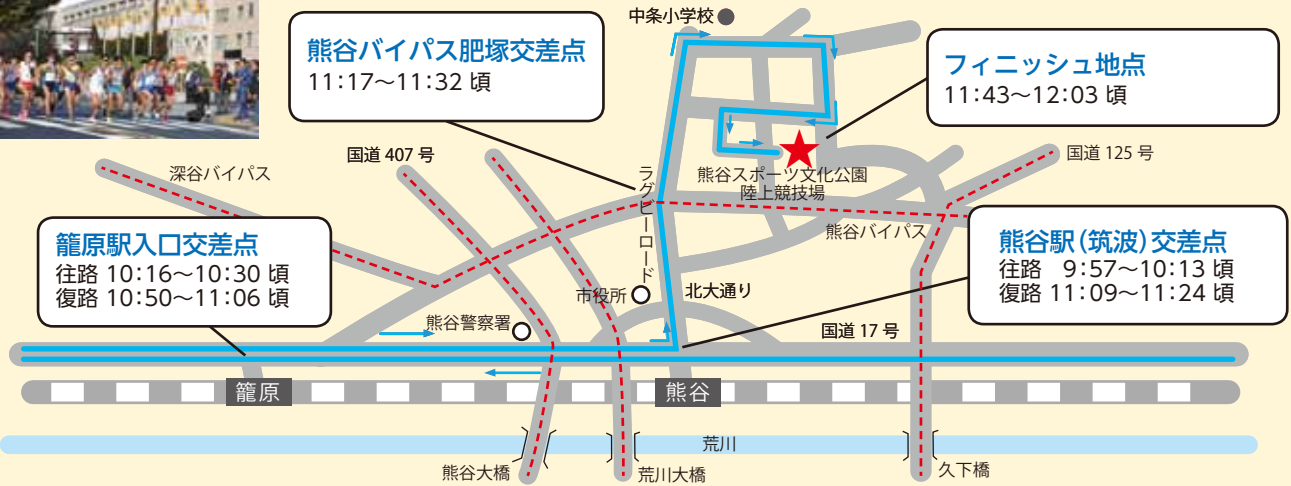 中条小学校
熊谷バイパス肥塚交差点
11:17～11:32 頃
フィニッシュ地点
11:43～12:03 頃
国道 407 号
国道 125 号
深谷バイパス
ラグビーロード
熊谷スポーツ文化公園
陸上競技場
熊谷バイパス
籠原駅入口交差点
往路 10:16～10:30 頃
復路 10:50～11:06 頃
熊谷駅（筑波）交差点
往路 9:57～10:13 頃
復路 11:09～11:24 頃
市役所
北大通り
熊谷警察署
国道 17 号
籠原
熊谷
荒川
熊谷大橋
荒川大橋
久下橋